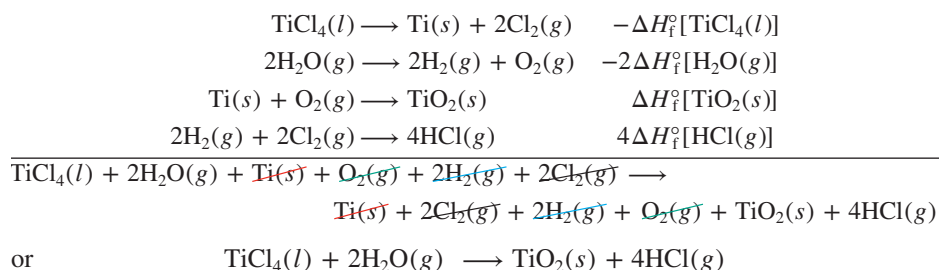 TiCl₄(l) ⟶ Ti(s) + 2Cl₂(g) −ΔH°f[TiCl₄(l)]
2H₂O(g) ⟶ 2H₂(g) + O₂(g) −2ΔH°f[H₂O(g)]
Ti(s) + O₂(g) ⟶ TiO₂(s) ΔH°f[TiO₂(s)]
2H₂(g) + 2Cl₂(g) ⟶ 4HCl(g) 4ΔH°f[HCl(g)]
TiCl₄(l) + 2H₂O(g) + Ti(s) + O₂(g) + 2H₂(g) + 2Cl₂(g) ⟶
Ti(s) + 2Cl₂(g) + 2H₂(g) + O₂(g) + TiO₂(s) + 4HCl(g)
or TiCl₄(l) + 2H₂O(g) ⟶ TiO₂(s) + 4HCl(g)